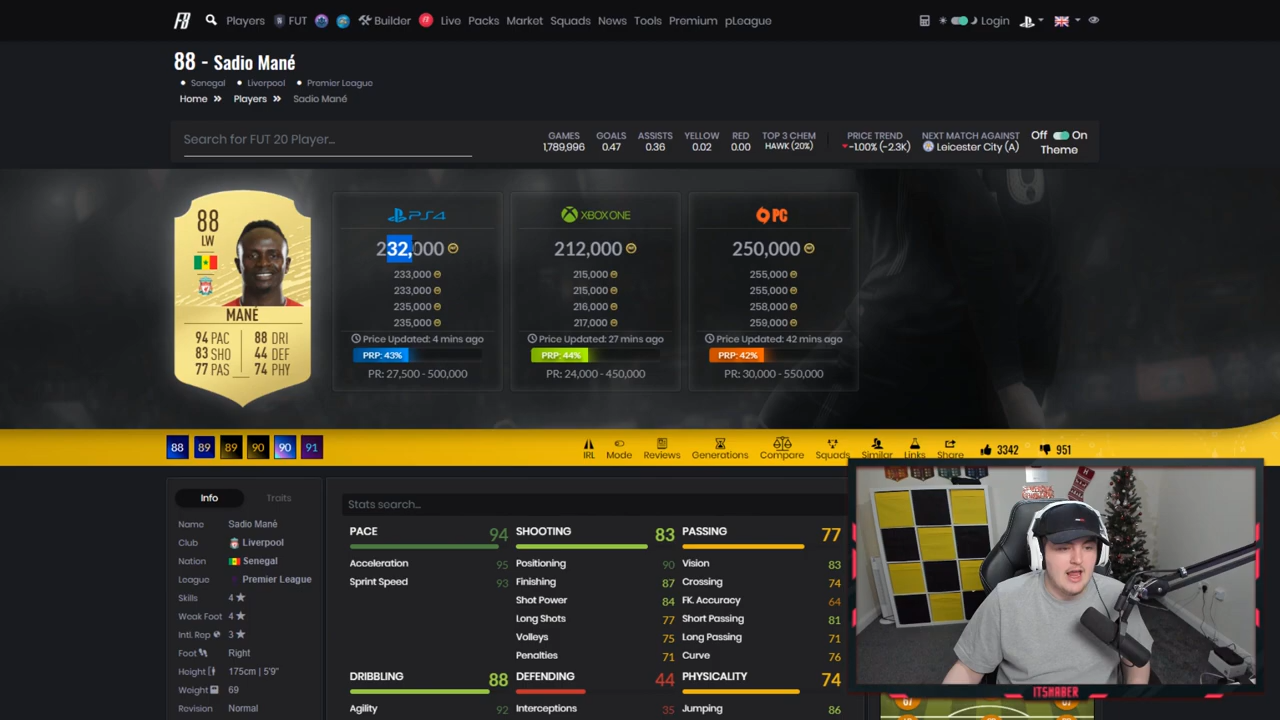 Players FUT Builder Live Packs Market Squads News Tools Premium pLeague Login
88 - Sadio Mané
Senegal Liverpool Premier League
Home Players Sadio Mané
Search for FUT 20 Player...
GAMES GOALS ASSISTS YELLOW RED TOP 3 CHEM PRICE TREND NEXT MATCH AGAINST Off On
1,789,996 0.47 0.36 0.02 0.00 HAWK (20%) -1.00% (-2.3K) Leicester City (A) Theme
88
LW
MANÉ
94 PAC 88 DRI
83 SHO 44 DEF
77 PAS 74 PHY
PS4
232,000
233,000
233,000
235,000
235,000
Price Updated: 4 mins ago
PRP: 43%
PR: 27,500 - 500,000
XBOX ONE
212,000
215,000
215,000
216,000
217,000
Price Updated: 27 mins ago
PRP: 44%
PR: 24,000 - 450,000
PC
250,000
255,000
255,000
258,000
259,000
Price Updated: 42 mins ago
PRP: 42%
PR: 30,000 - 550,000
88 89 89 90 90 91
IRL Mode Reviews Generations Compare Squads Similar Links Share 3342 951
Info Traits
Name Sadio Mané
Club Liverpool
Nation Senegal
League Premier League
Skills 4
Weak Foot 4
Intl. Rep 3
Foot Right
Height 175cm | 5'9"
Weight 69
Revision Normal
Stats search...
PACE 94
Acceleration 95
Sprint Speed 93
SHOOTING 83
Positioning 90
Finishing 87
Shot Power 84
Long Shots 77
Volleys 75
Penalties 71
PASSING 77
Vision 83
Crossing 74
FK. Accuracy 64
Short Passing 81
Long Passing 71
Curve 76
DRIBBLING 88
Agility 92
DEFENDING 44
Interceptions 35
PHYSICALITY 74
Jumping 86
ITSHABER